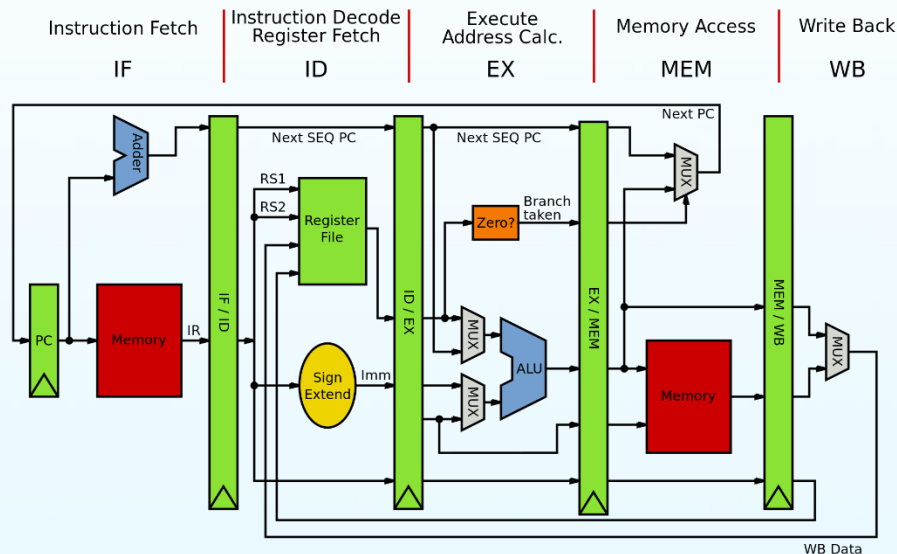 Instruction Fetch
Instruction Decode
Register Fetch
Execute
Address Calc.
Memory Access
Write Back
IF
ID
EX
MEM
WB
Next PC
Adder
Next SEQ PC
Next SEQ PC
MUX
RS1
RS2
Register
File
Branch
taken
Zero?
IF / ID
ID / EX
EX / MEM
MEM / WB
PC
Memory
IR
MUX
ALU
MUX
Sign
Extend
Imm
MUX
Memory
WB Data